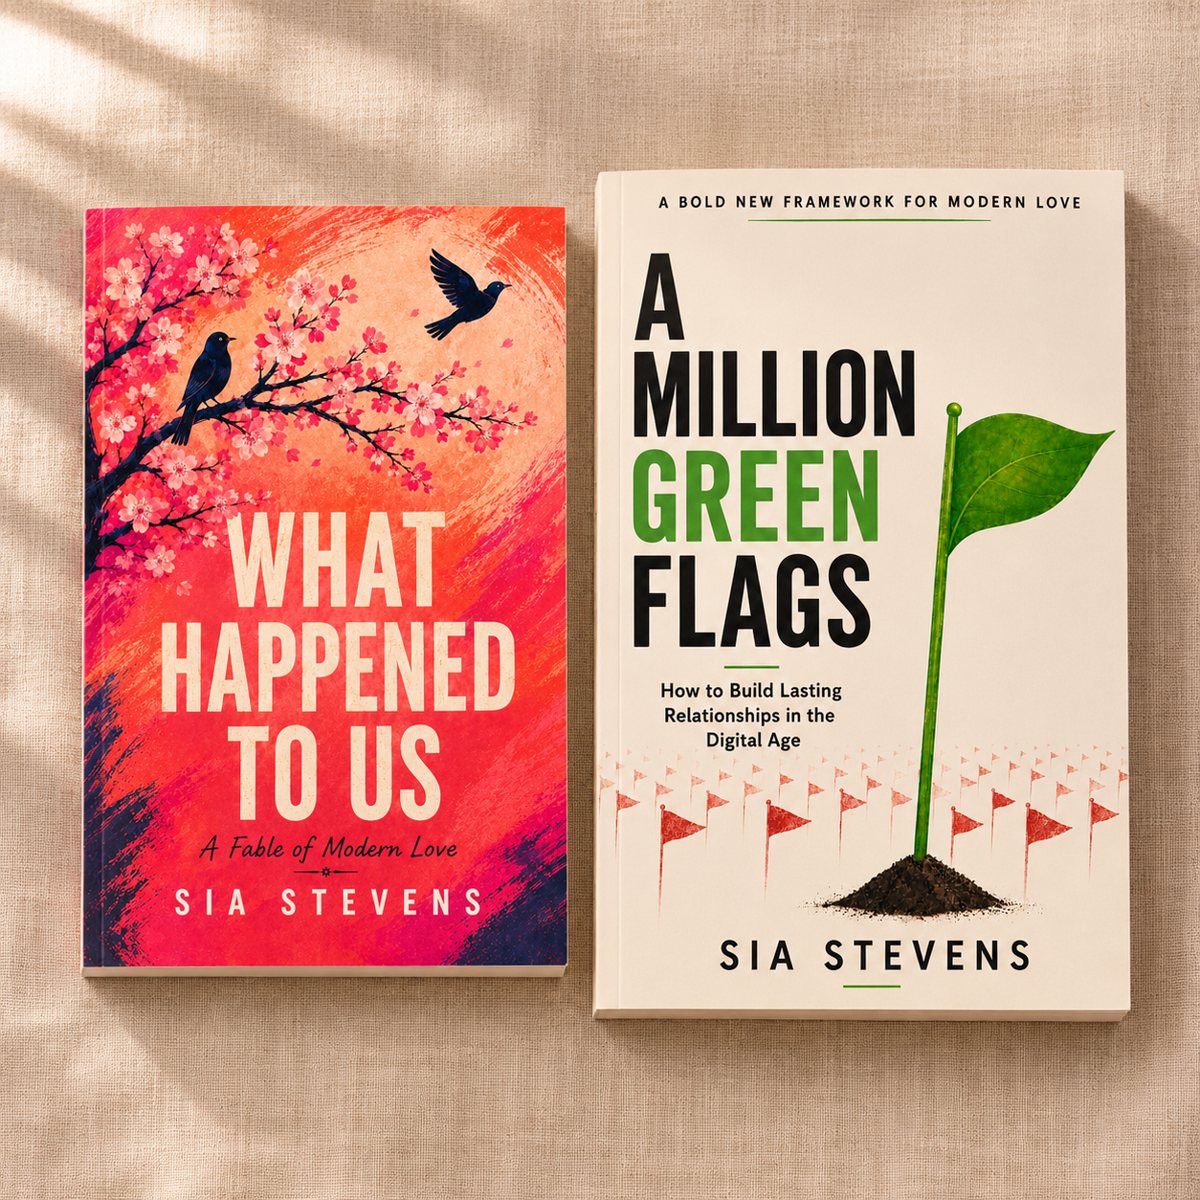 WHAT
HAPPENED
TO US
A Fable of Modern Love
SIA STEVENS
A BOLD NEW FRAMEWORK FOR MODERN LOVE
A
MILLION
GREEN
FLAGS
How to Build Lasting
Relationships in the
Digital Age
SIA STEVENS